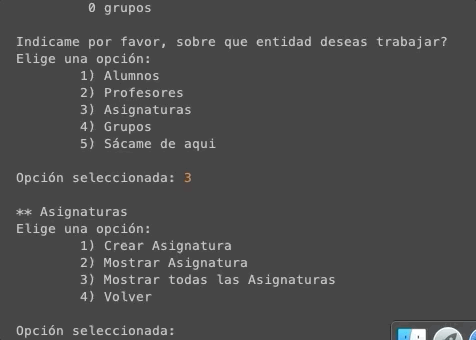 0 grupos
Indicame por favor, sobre que entidad deseas trabajar?
Elige una opción:
1) Alumnos
2) Profesores
3) Asignaturas
4) Grupos
5) Sácame de aqui
Opción seleccionada: 3
** Asignaturas
Elige una opción:
1) Crear Asignatura
2) Mostrar Asignatura
3) Mostrar todas las Asignaturas
4) Volver
Opción seleccionada: